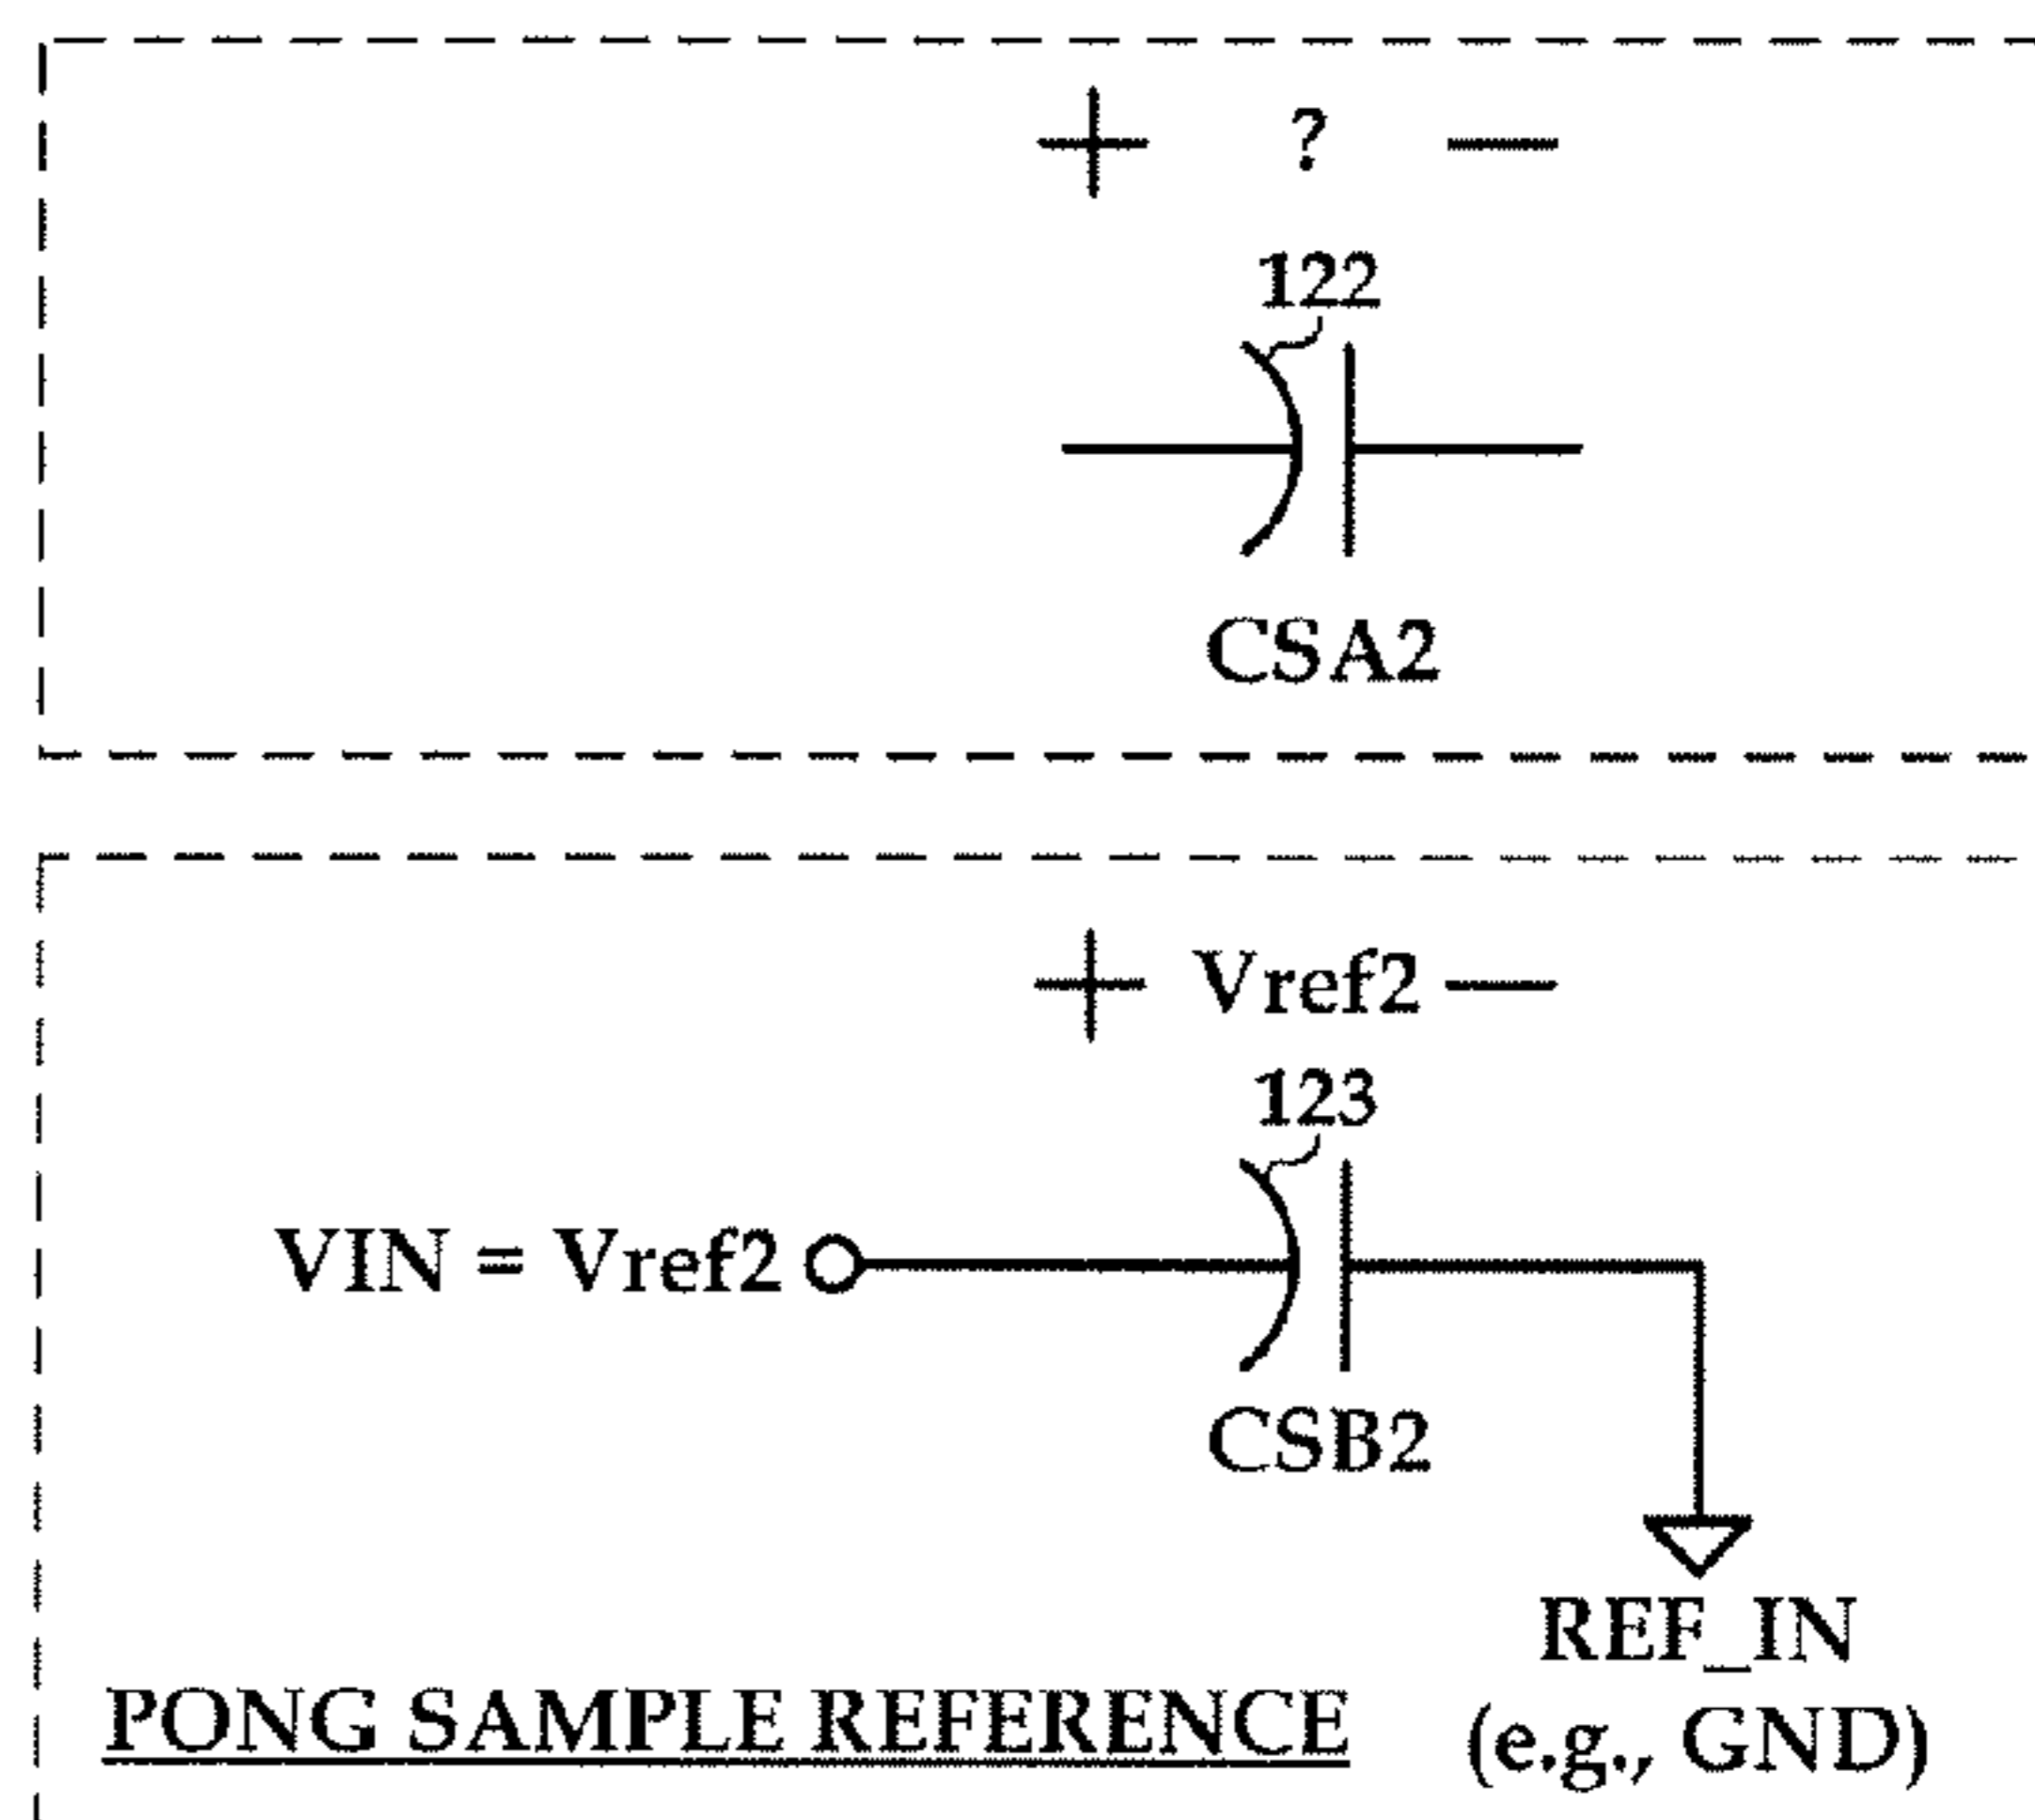 + ? —
122
CSA2
+ Vref2 —
123
VIN = Vref2
CSB2
REF_IN
PONG SAMPLE REFERENCE (e.g., GND)